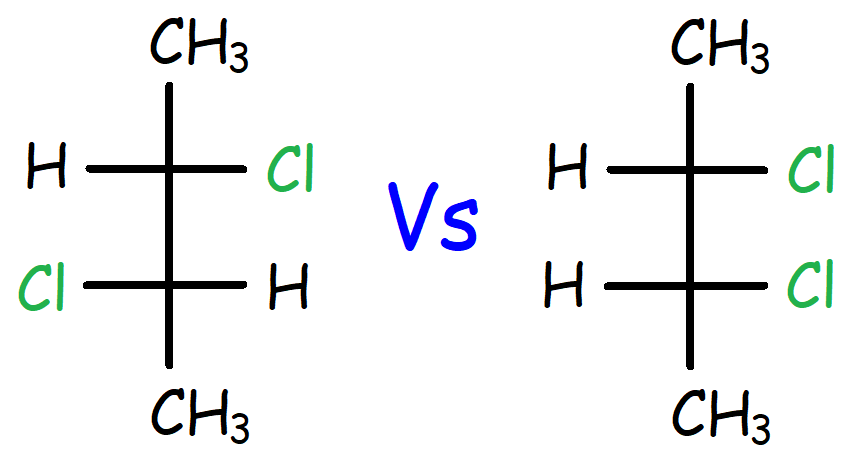 CH₃ CH₃
H Cl H Cl
Vs
Cl H H Cl
CH₃ CH₃